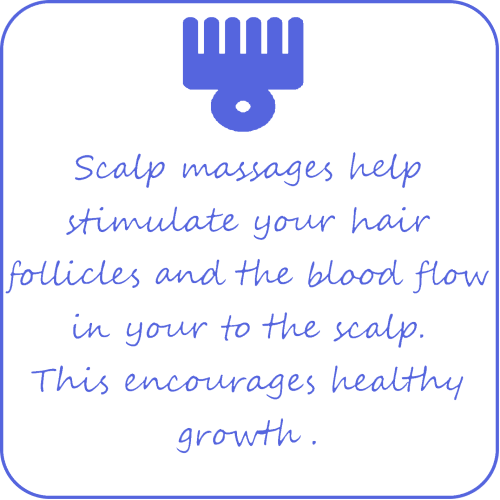 Scalp massages help
stimulate your hair
follicles and the blood flow
in your to the scalp.
This encourages healthy
growth .